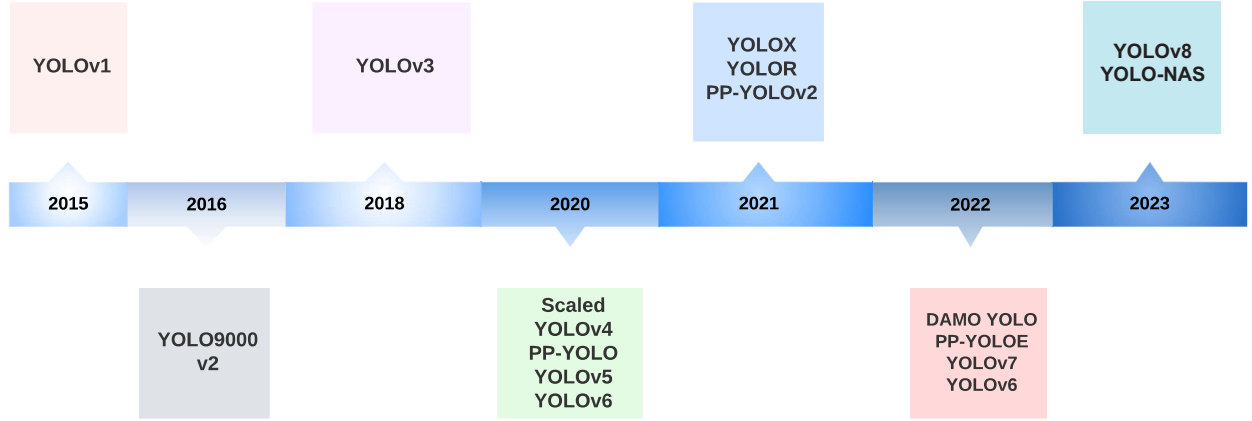 YOLOv1
YOLOv3
YOLOX
YOLOR
PP-YOLOv2
YOLOv8
YOLO-NAS
2015
2016
2018
2020
2021
2022
2023
YOLO9000
v2
Scaled
YOLOv4
PP-YOLO
YOLOv5
YOLOv6
DAMO YOLO
PP-YOLOE
YOLOv7
YOLOv6